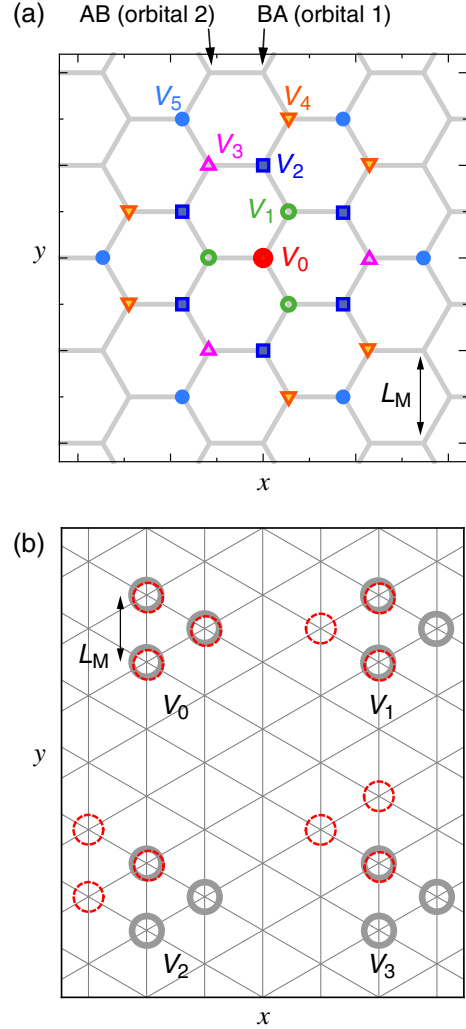 (a)
AB (orbital 2) BA (orbital 1)
V5 V4
V3
V2
V1
V0
y
LM
x
(b)
LM
V0 V1
y
V2 V3
x